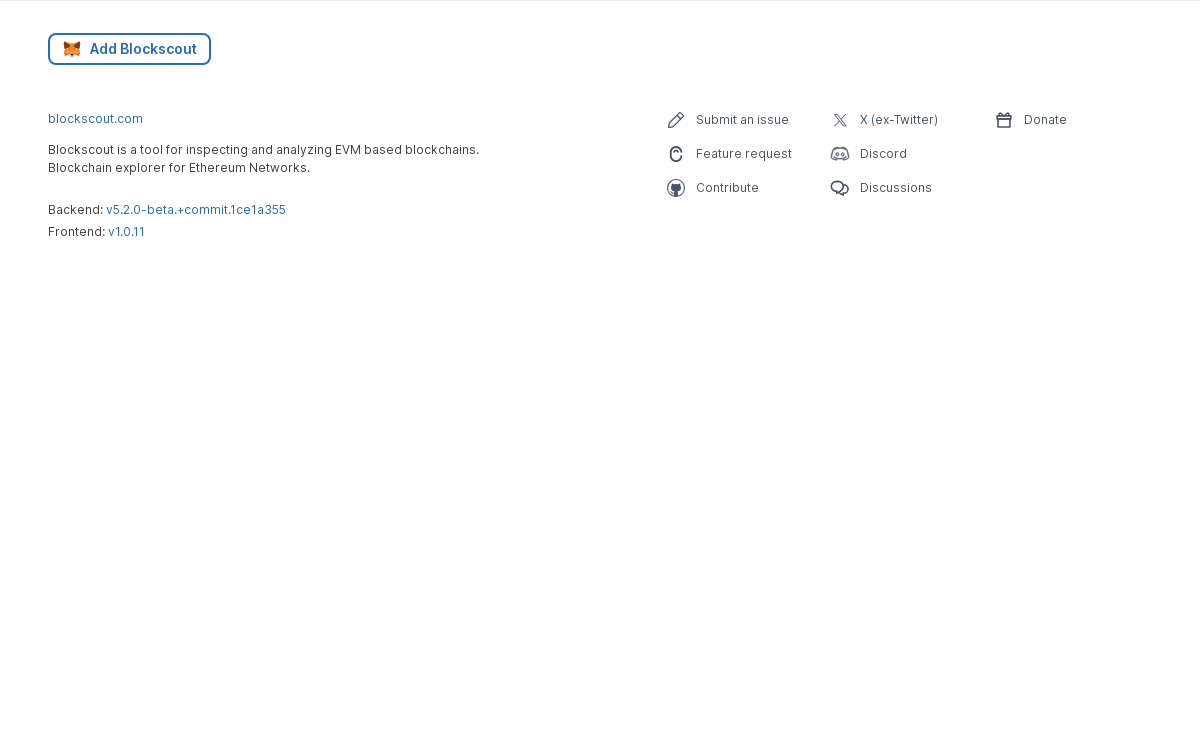 Add Blockscout
blockscout.com
Blockscout is a tool for inspecting and analyzing EVM based blockchains.
Blockchain explorer for Ethereum Networks.
Backend: v5.2.0-beta.+commit.1ce1a355
Frontend: v1.0.11
Submit an issue
X (ex-Twitter)
Donate
Feature request
Discord
Contribute
Discussions